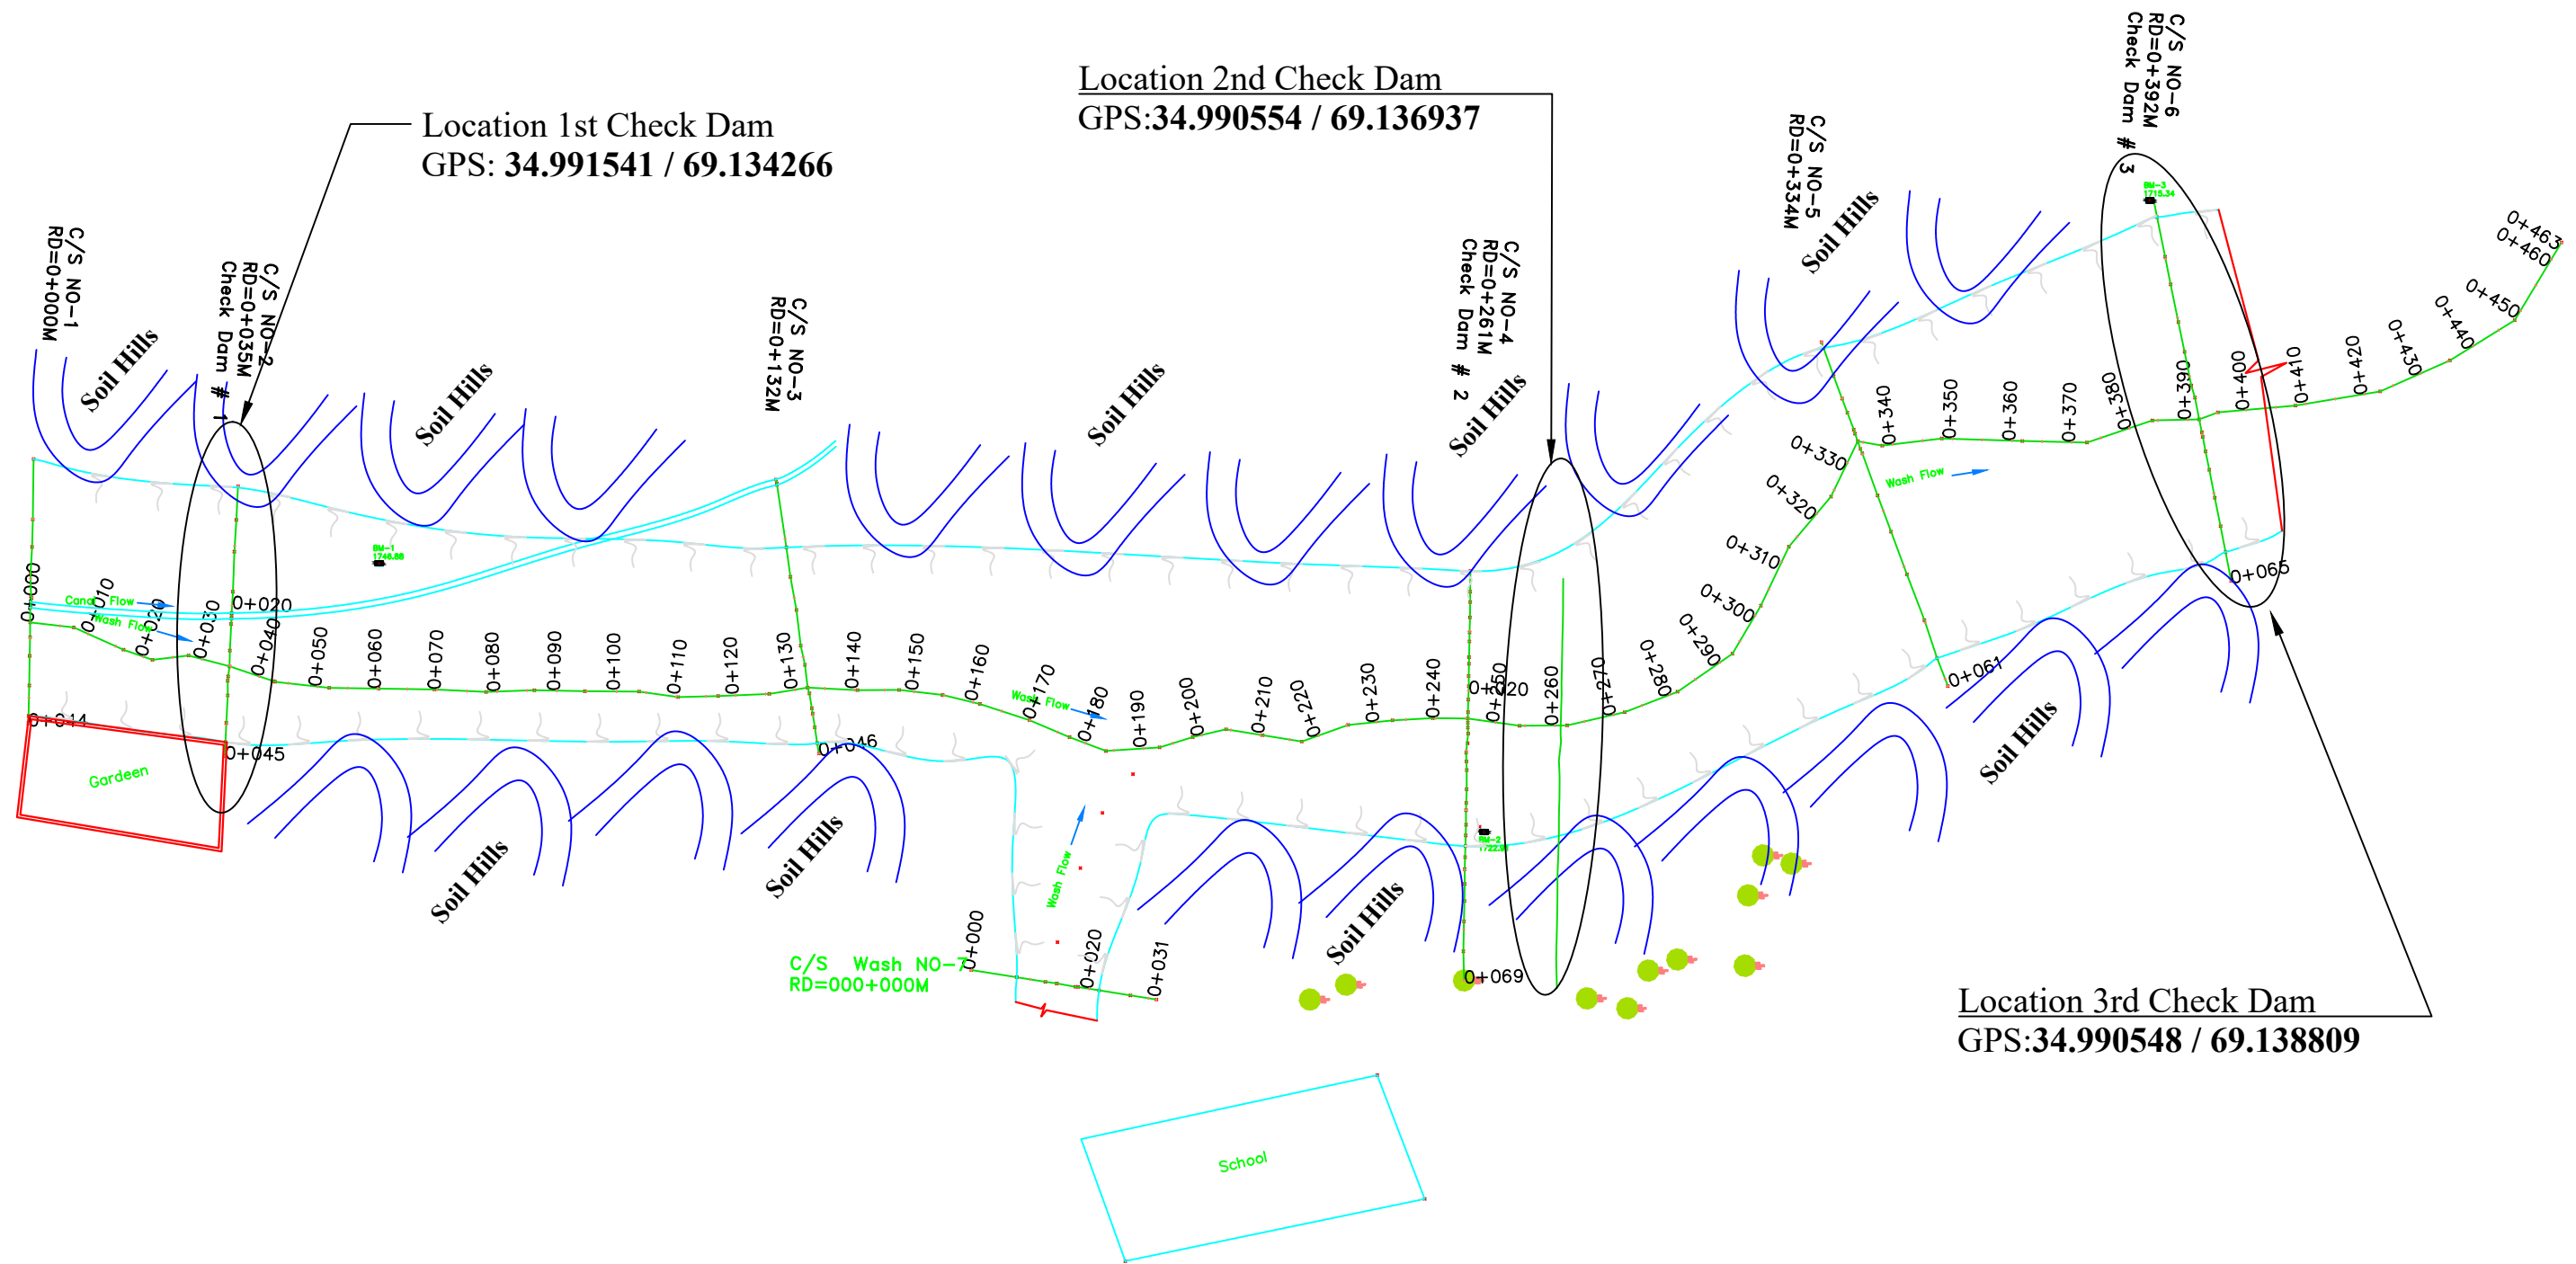 Location 1st Check Dam
GPS: 34.991541 / 69.134266
Location 2nd Check Dam
GPS:34.990554 / 69.136937
Location 3rd Check Dam
GPS:34.990548 / 69.138809
C/S NO-1
RD=0+000M
C/S NO-2
RD=0+035M
Check Dam # 1
C/S NO-3
RD=0+132M
C/S NO-4
RD=0+261M
Check Dam # 2
C/S NO-5
RD=0+334M
C/S NO-6
RD=0+392M
Check Dam # 3
Soil Hills
Soil Hills
Soil Hills
Soil Hills
Soil Hills
BM-1
BM-3
1715.34
Canal Flow
Wash Flow
0+000
0+010
0+020
0+030
0+020
0+040
0+050
0+060
0+070
0+080
0+090
0+100
0+110
0+120
0+130
0+140
0+150
0+160
0+170
0+180
0+190
0+200
0+210
0+220
0+230
0+240
0+250
0+020
0+260
0+270
0+280
0+290
0+300
0+310
0+320
0+330
0+340
0+350
0+360
0+370
0+380
0+390
0+400
0+410
0+420
0+430
0+440
0+450
0+460
0+463
Wash Flow
Wash Flow
0+044
0+045
0+046
0+061
0+065
Gardeen
BM-2
Soil Hills
Soil Hills
Soil Hills
Soil Hills
Wash Flow
C/S Wash NO-7
RD=000+000M
0+000
0+020
0+031
0+069
School